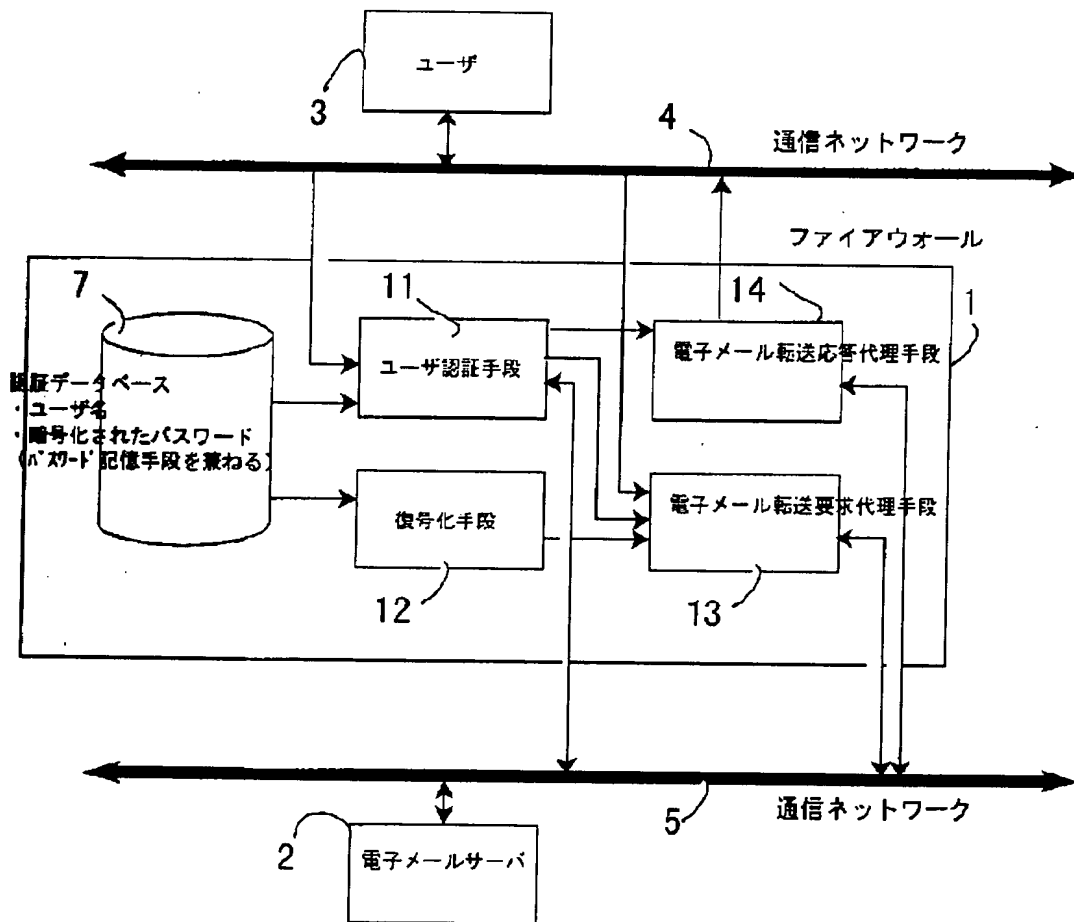 ユーザ
3
4
通信ネットワーク
ファイアウォール
7
11
14
1
ユーザ認証手段
電子メール転送応答代理手段
認証データベース
・ユーザ名
・暗号化されたパスワード
(パスワード記憶手段を兼ねる)
復号化手段
電子メール転送要求代理手段
12
13
5
通信ネットワーク
2
電子メールサーバ